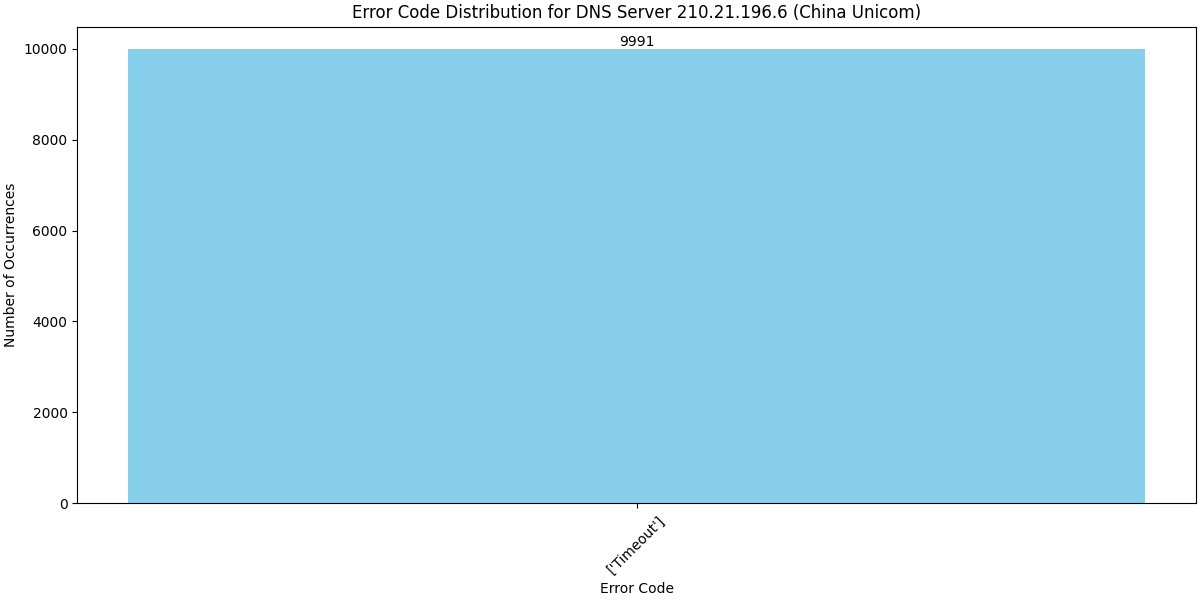 Error Code Distribution for DNS Server 210.21.196.6 (China Unicom)
9991
10000
8000
6000
4000
2000
0
Number of Occurrences
['Timeout']
Error Code